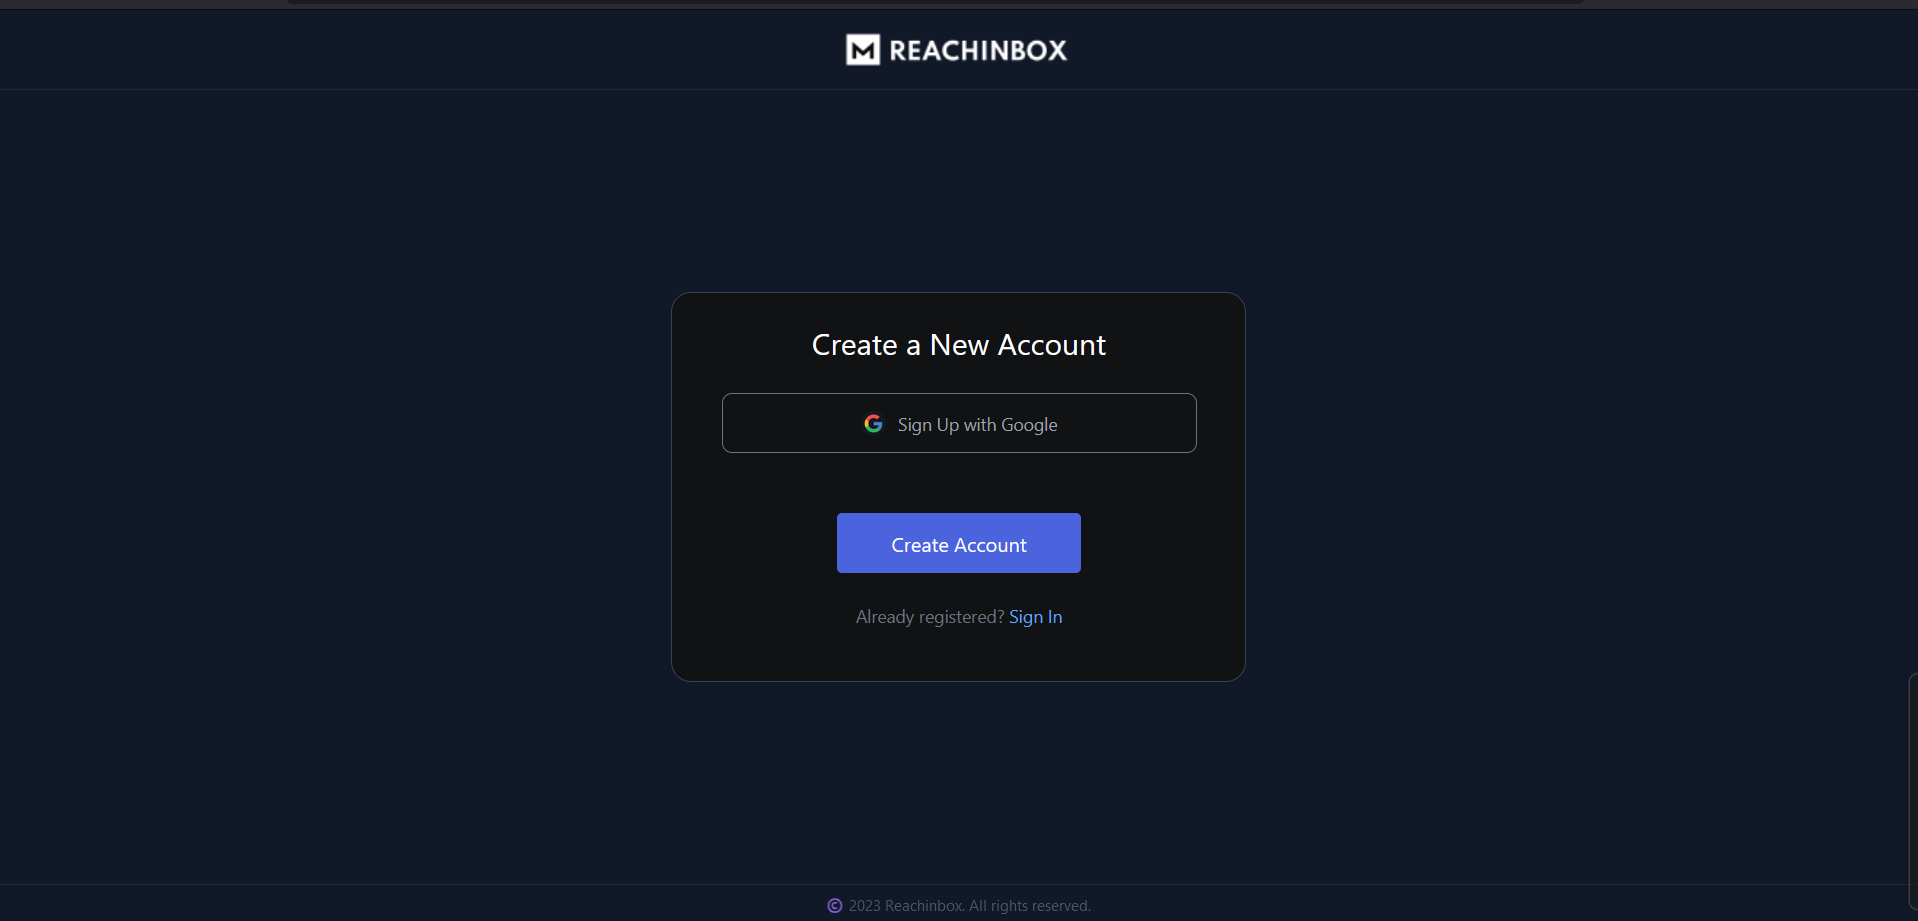 M REACHINBOX
Create a New Account
Sign Up with Google
Create Account
Already registered? Sign In
© 2023 Reachinbox. All rights reserved.